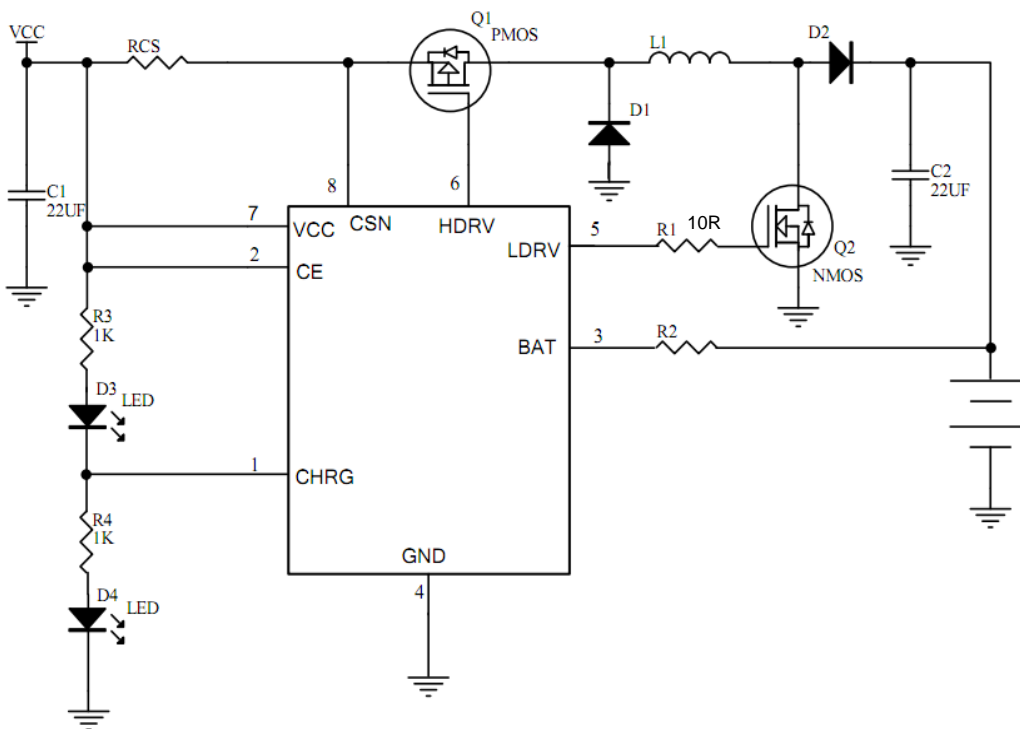 VCC
RCS
Q1
PMOS
L1
D2
D1
C1
22UF
C2
22UF
8
6
7
VCC
CSN
HDRV
2
CE
LDRV
5
R1
10R
Q2
NMOS
R3
1K
BAT
3
R2
D3
LED
1
CHRG
R4
1K
GND
4
D4
LED